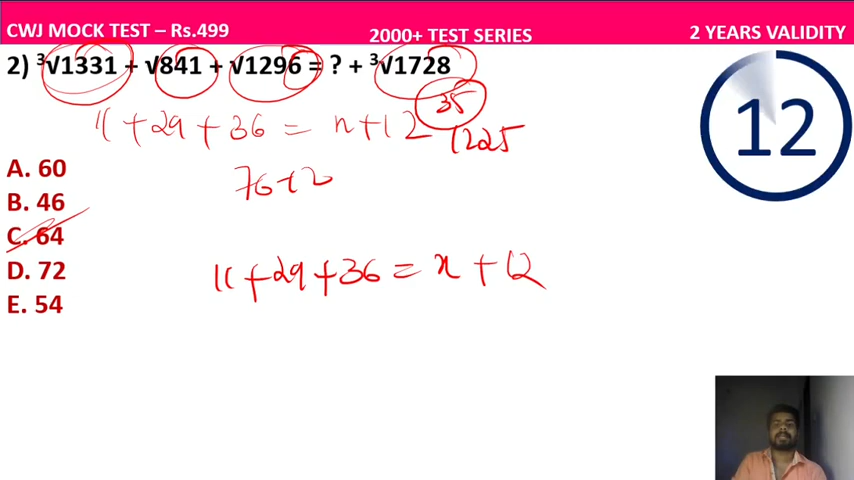 CWJ MOCK TEST – Rs.499
2000+ TEST SERIES
2 YEARS VALIDITY
2) ³√1331 + √841 + √1296 = ? + ³√1728
35
11 + 29 + 36 = x + 12
1225
12
A. 60
76+2
B. 46
C. 64
11 + 29 + 36 = x + 12
D. 72
E. 54